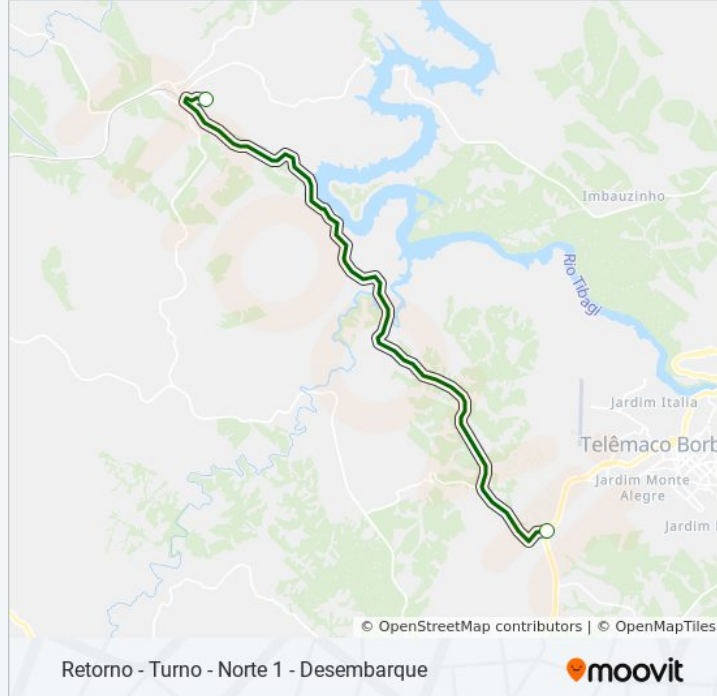 Imbauzinho
Rio Tibagi
Jardim Italia
Telêmaco Borb
Jardim Monte
Alegre
Jardim
© OpenStreetMap contributors | © OpenMapTiles
Retorno - Turno - Norte 1 - Desembarque
moovit